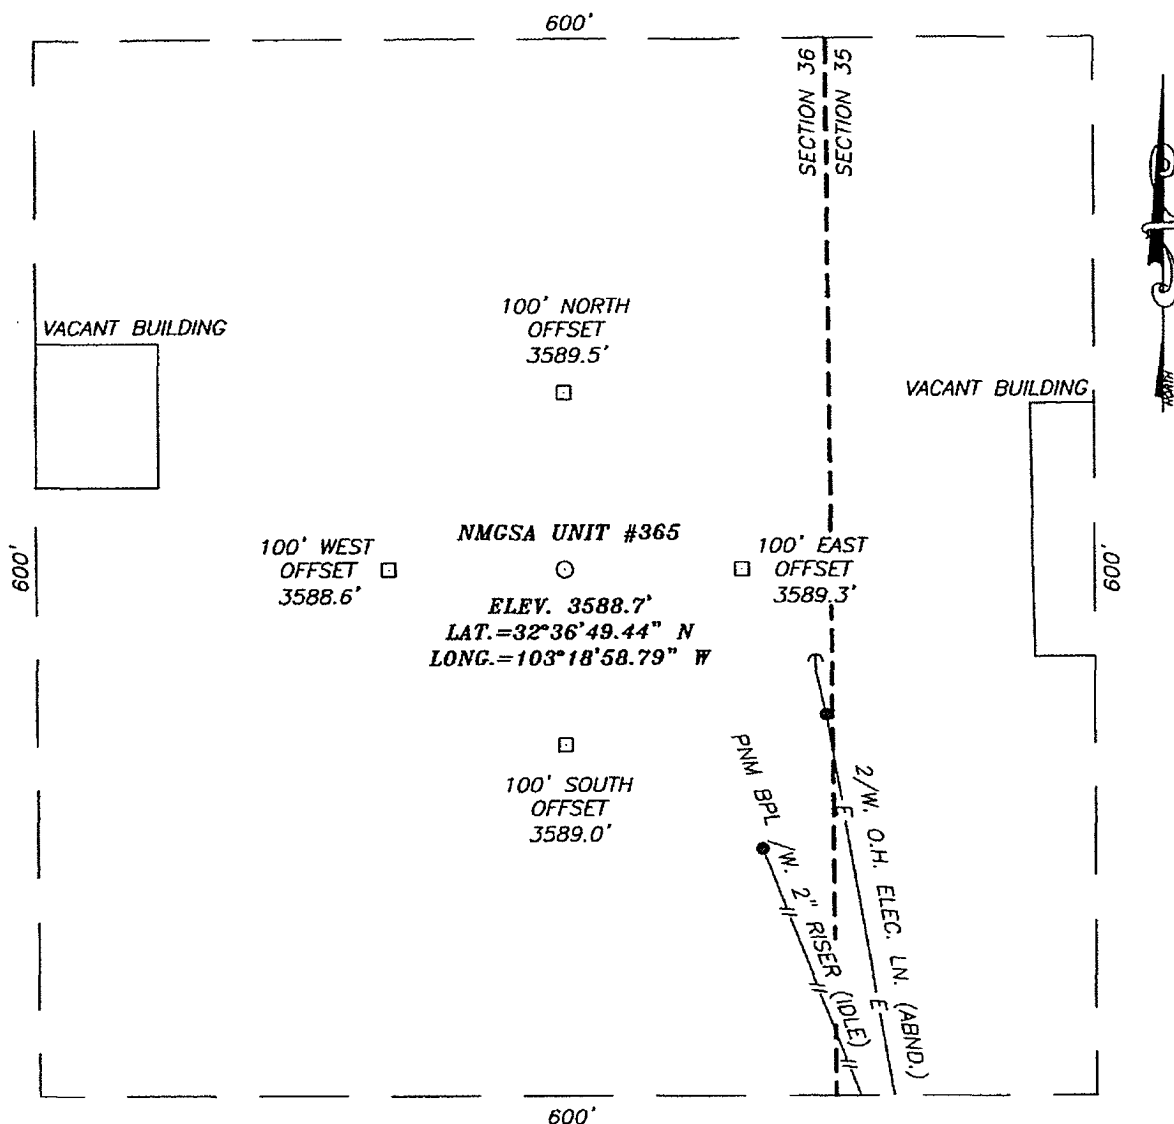 600'
SECTION 36
SECTION 35
NORTH
100' NORTH
OFFSET
3589.5'
VACANT BUILDING
VACANT BUILDING
600'
100' WEST
OFFSET
3588.6'
NMGSA UNIT #365
ELEV. 3588.7'
LAT.=32°36'49.44" N
LONG.=103°18'58.79" W
100' EAST
OFFSET
3589.3'
600'
100' SOUTH
OFFSET
3589.0'
PNM BPL /W. 2" RISER (IDLE)
2/W. O.H. ELEC. LN. (ABND.)
E
E
600'